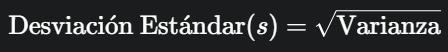 Desviación Estándar(s) = √Varianza